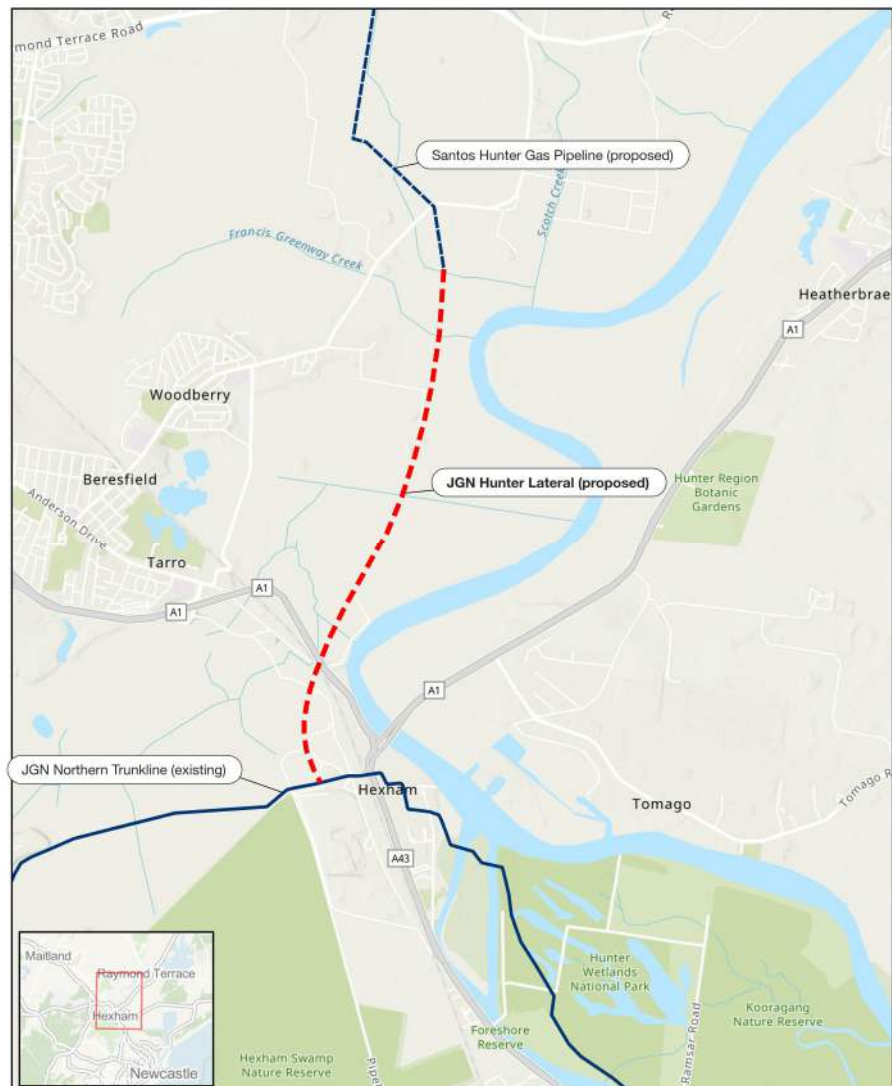 mond Terrace Road
Santos Hunter Gas Pipeline (proposed)
Scotch Creek
Francis Greenway Creek
Heatherbrae
A1
Woodberry
Beresfield
JGN Hunter Lateral (proposed)
Hunter Region
Botanic
Gardens
Anderson Drive
Tarro
A1
A1
A1
JGN Northern Trunkline (existing)
Hexham
Tomago
Tomago R
A43
Maitland
Raymond Terrace
Hexham
Newcastle
Hunter
Wetlands
National Park
Kooragang
Nature Reserve
Foreshore
Reserve
Ramsar Road
Hexham Swamp
Nature Reserve
Pipel